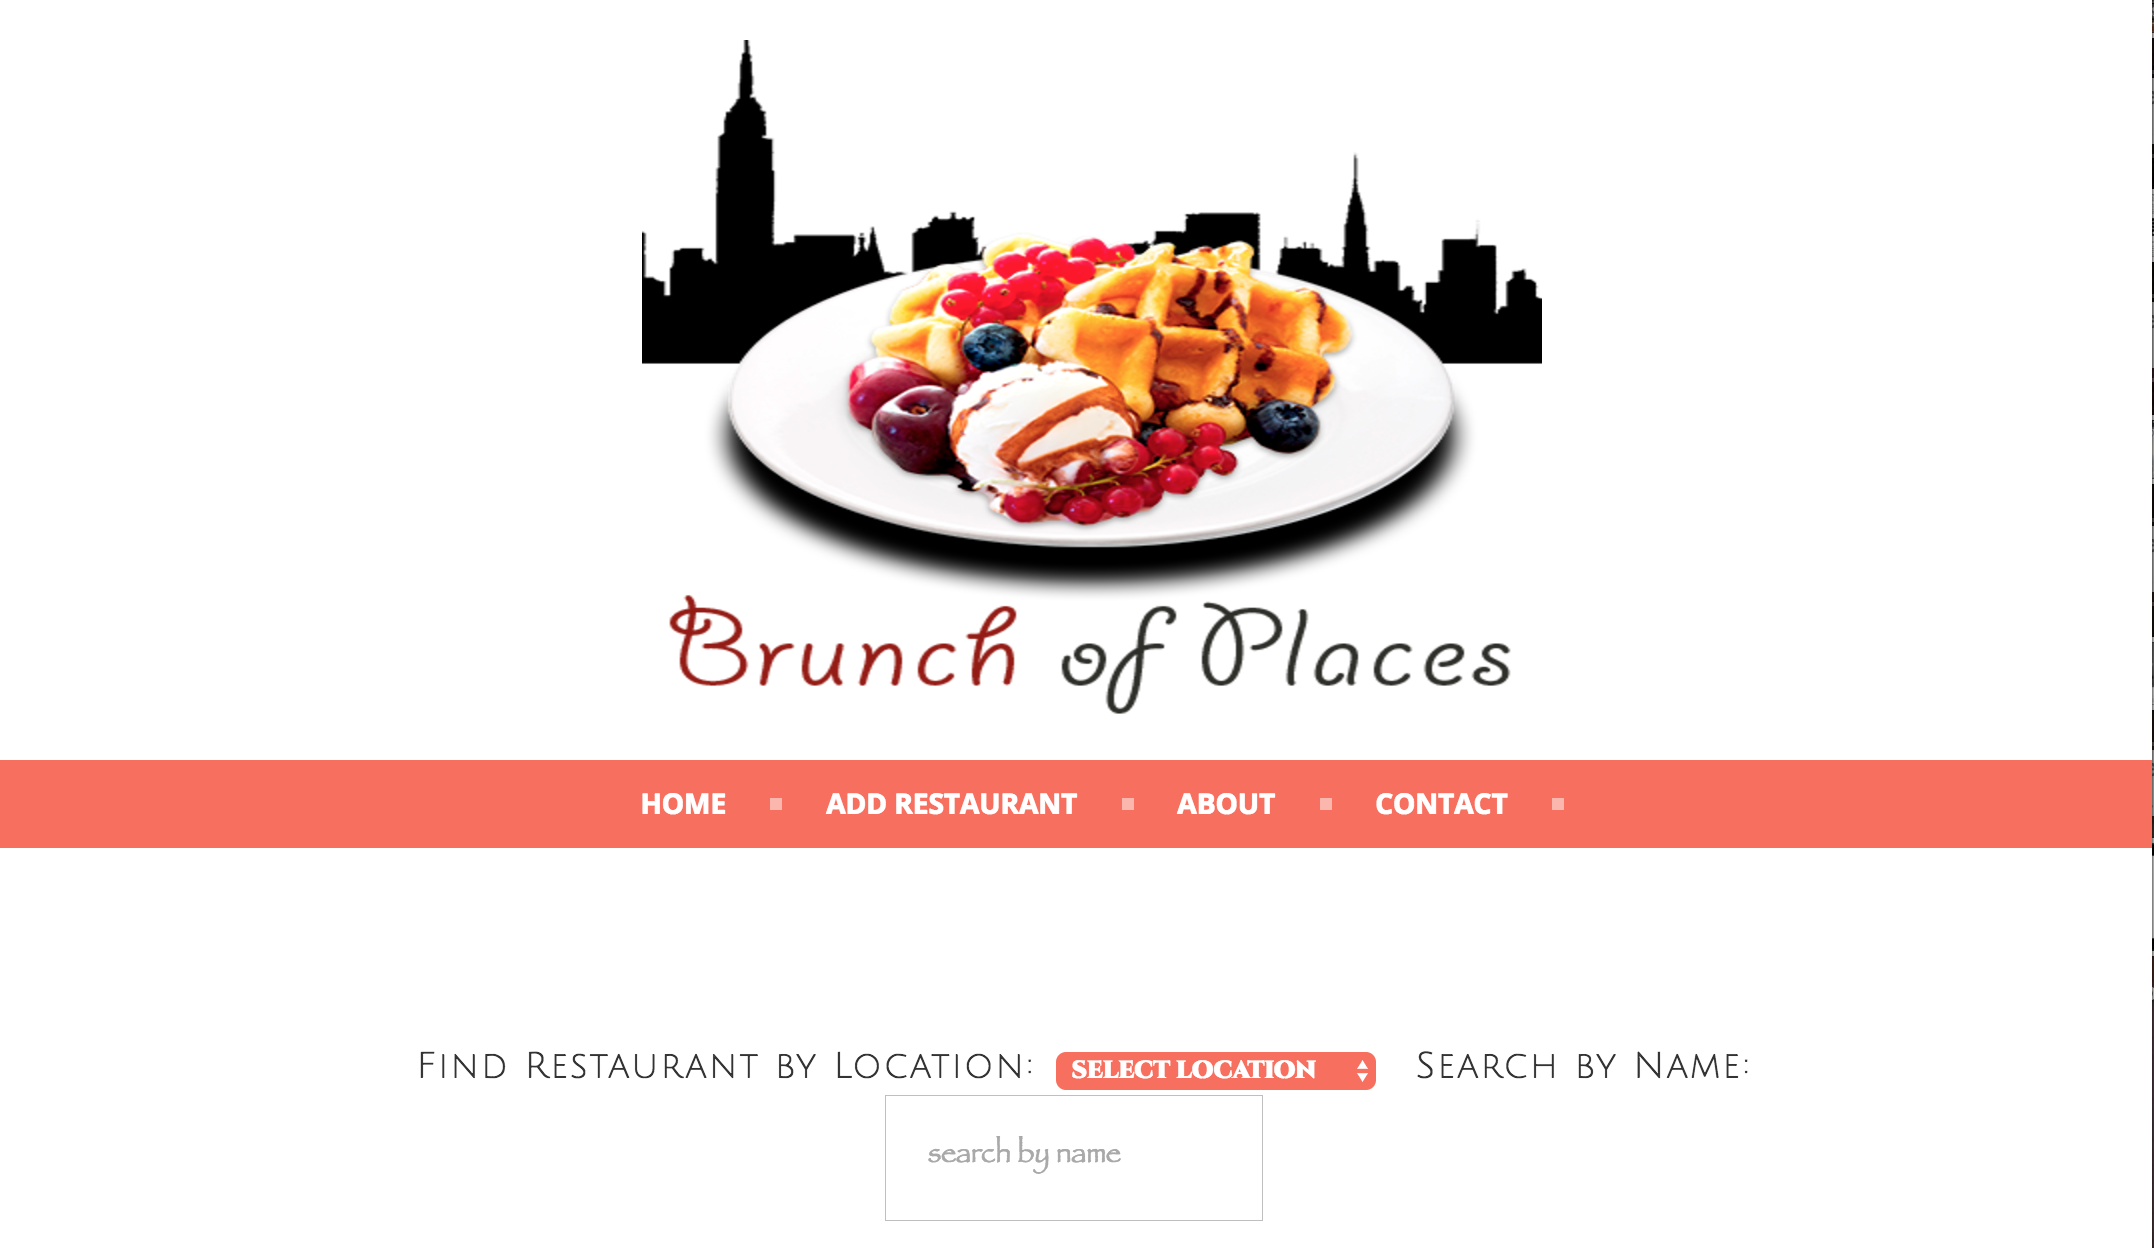 Brunch of Places
HOME ADD RESTAURANT ABOUT CONTACT
Find Restaurant by Location: SELECT LOCATION Search by Name:
search by name